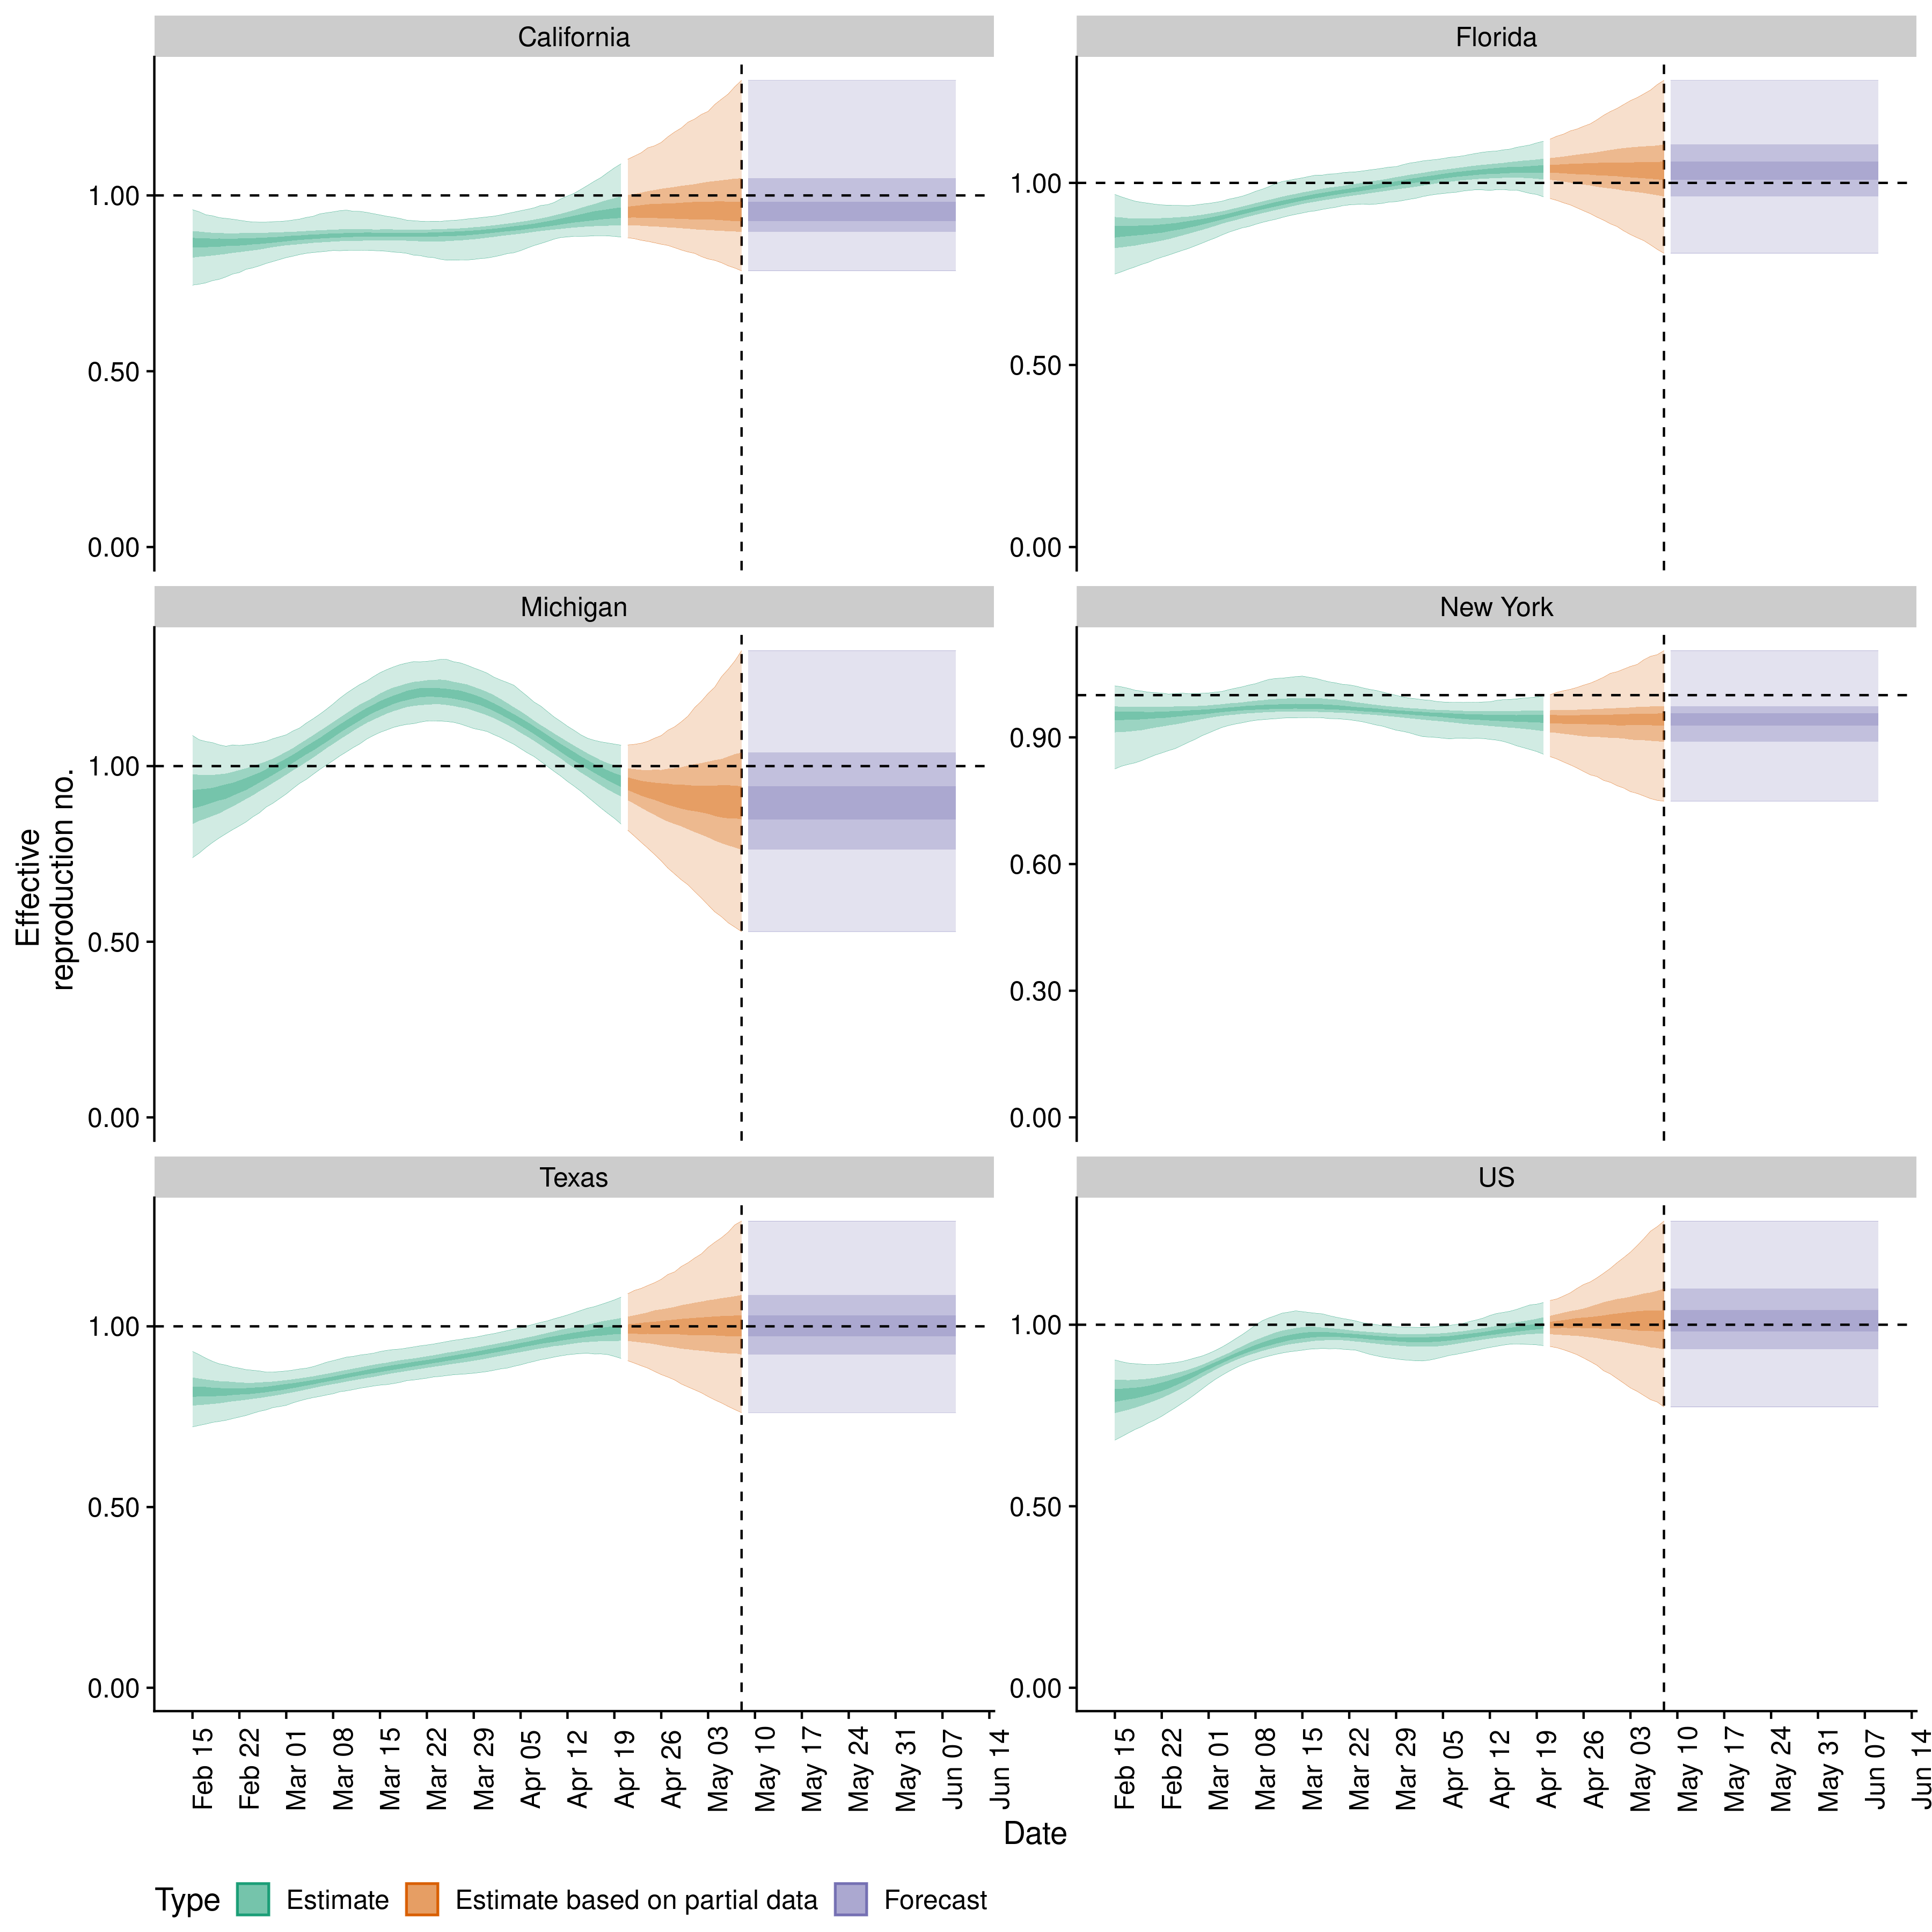 California
Florida
1.00
0.50
0.00
1.00
0.50
0.00
Michigan
New York
Effective
reproduction no.
1.00
0.50
0.00
0.90
0.60
0.30
0.00
Texas
US
1.00
0.50
0.00
1.00
0.50
0.00
Feb 15
Feb 22
Mar 01
Mar 08
Mar 15
Mar 22
Mar 29
Apr 05
Apr 12
Apr 19
Apr 26
May 03
May 10
May 17
May 24
May 31
Jun 07
Jun 14
Feb 15
Feb 22
Mar 01
Mar 08
Mar 15
Mar 22
Mar 29
Apr 05
Apr 12
Apr 19
Apr 26
May 03
May 10
May 17
May 24
May 31
Jun 07
Jun 14
Date
Type Estimate Estimate based on partial data Forecast